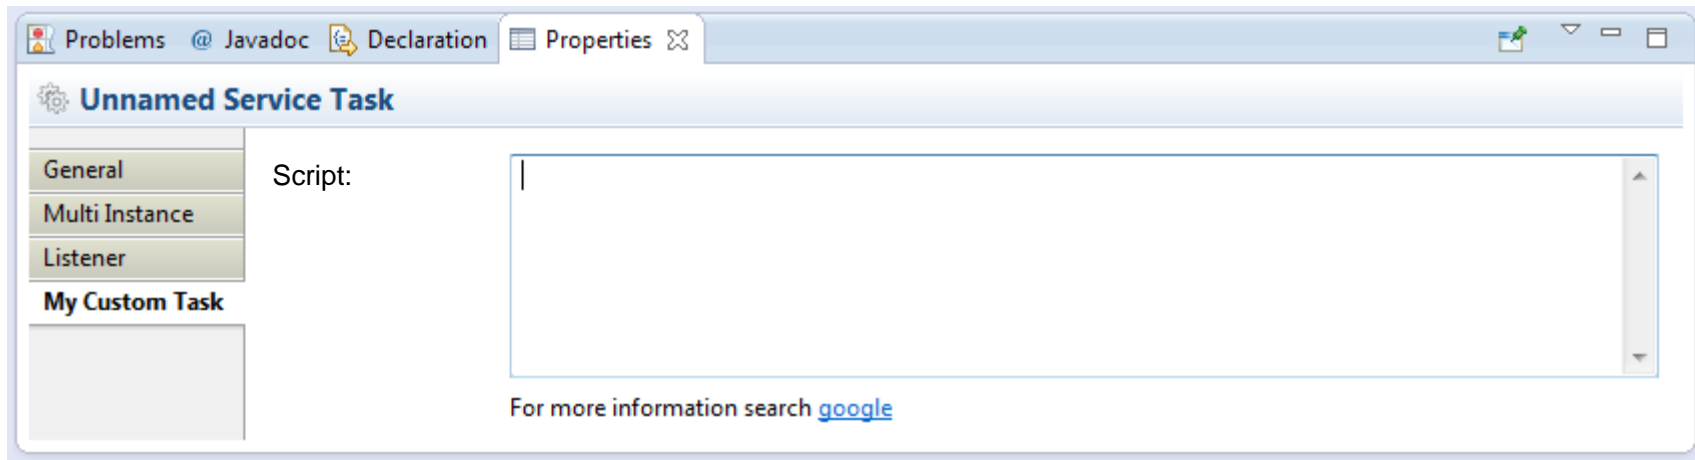 Problems @ Javadoc Declaration Properties
Unnamed Service Task
General
Script:
Multi Instance
Listener
My Custom Task
For more information search google